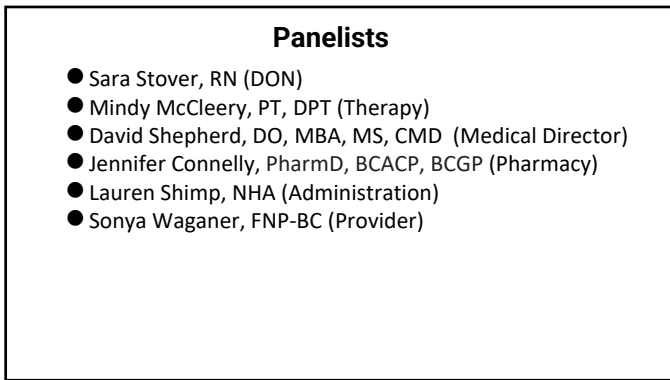 Panelists
● Sara Stover, RN (DON)
● Mindy McCleery, PT, DPT (Therapy)
● David Shepherd, DO, MBA, MS, CMD (Medical Director)
● Jennifer Connelly, PharmD, BCACP, BCGP (Pharmacy)
● Lauren Shimp, NHA (Administration)
● Sonya Waganer, FNP-BC (Provider)